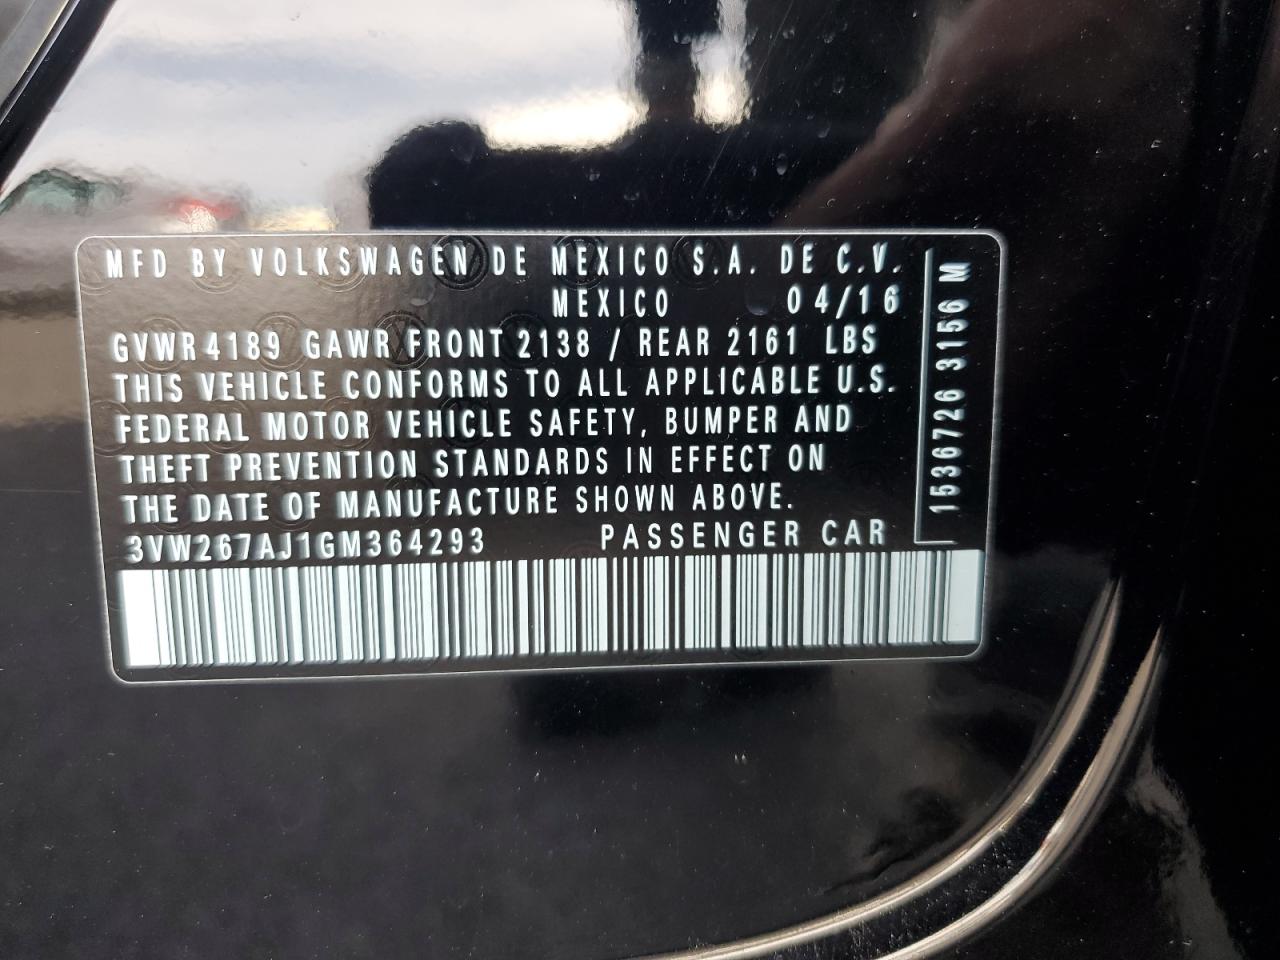 MFD BY VOLKSWAGEN DE MEXICO S.A. DE C.V.
MEXICO 04/16
GVWR 4189 GAWR FRONT 2138 / REAR 2161 LBS
THIS VEHICLE CONFORMS TO ALL APPLICABLE U.S.
FEDERAL MOTOR VEHICLE SAFETY, BUMPER AND
THEFT PREVENTION STANDARDS IN EFFECT ON
THE DATE OF MANUFACTURE SHOWN ABOVE.
3VW267AJ1GM364293 PASSENGER CAR
1536726 3156 M